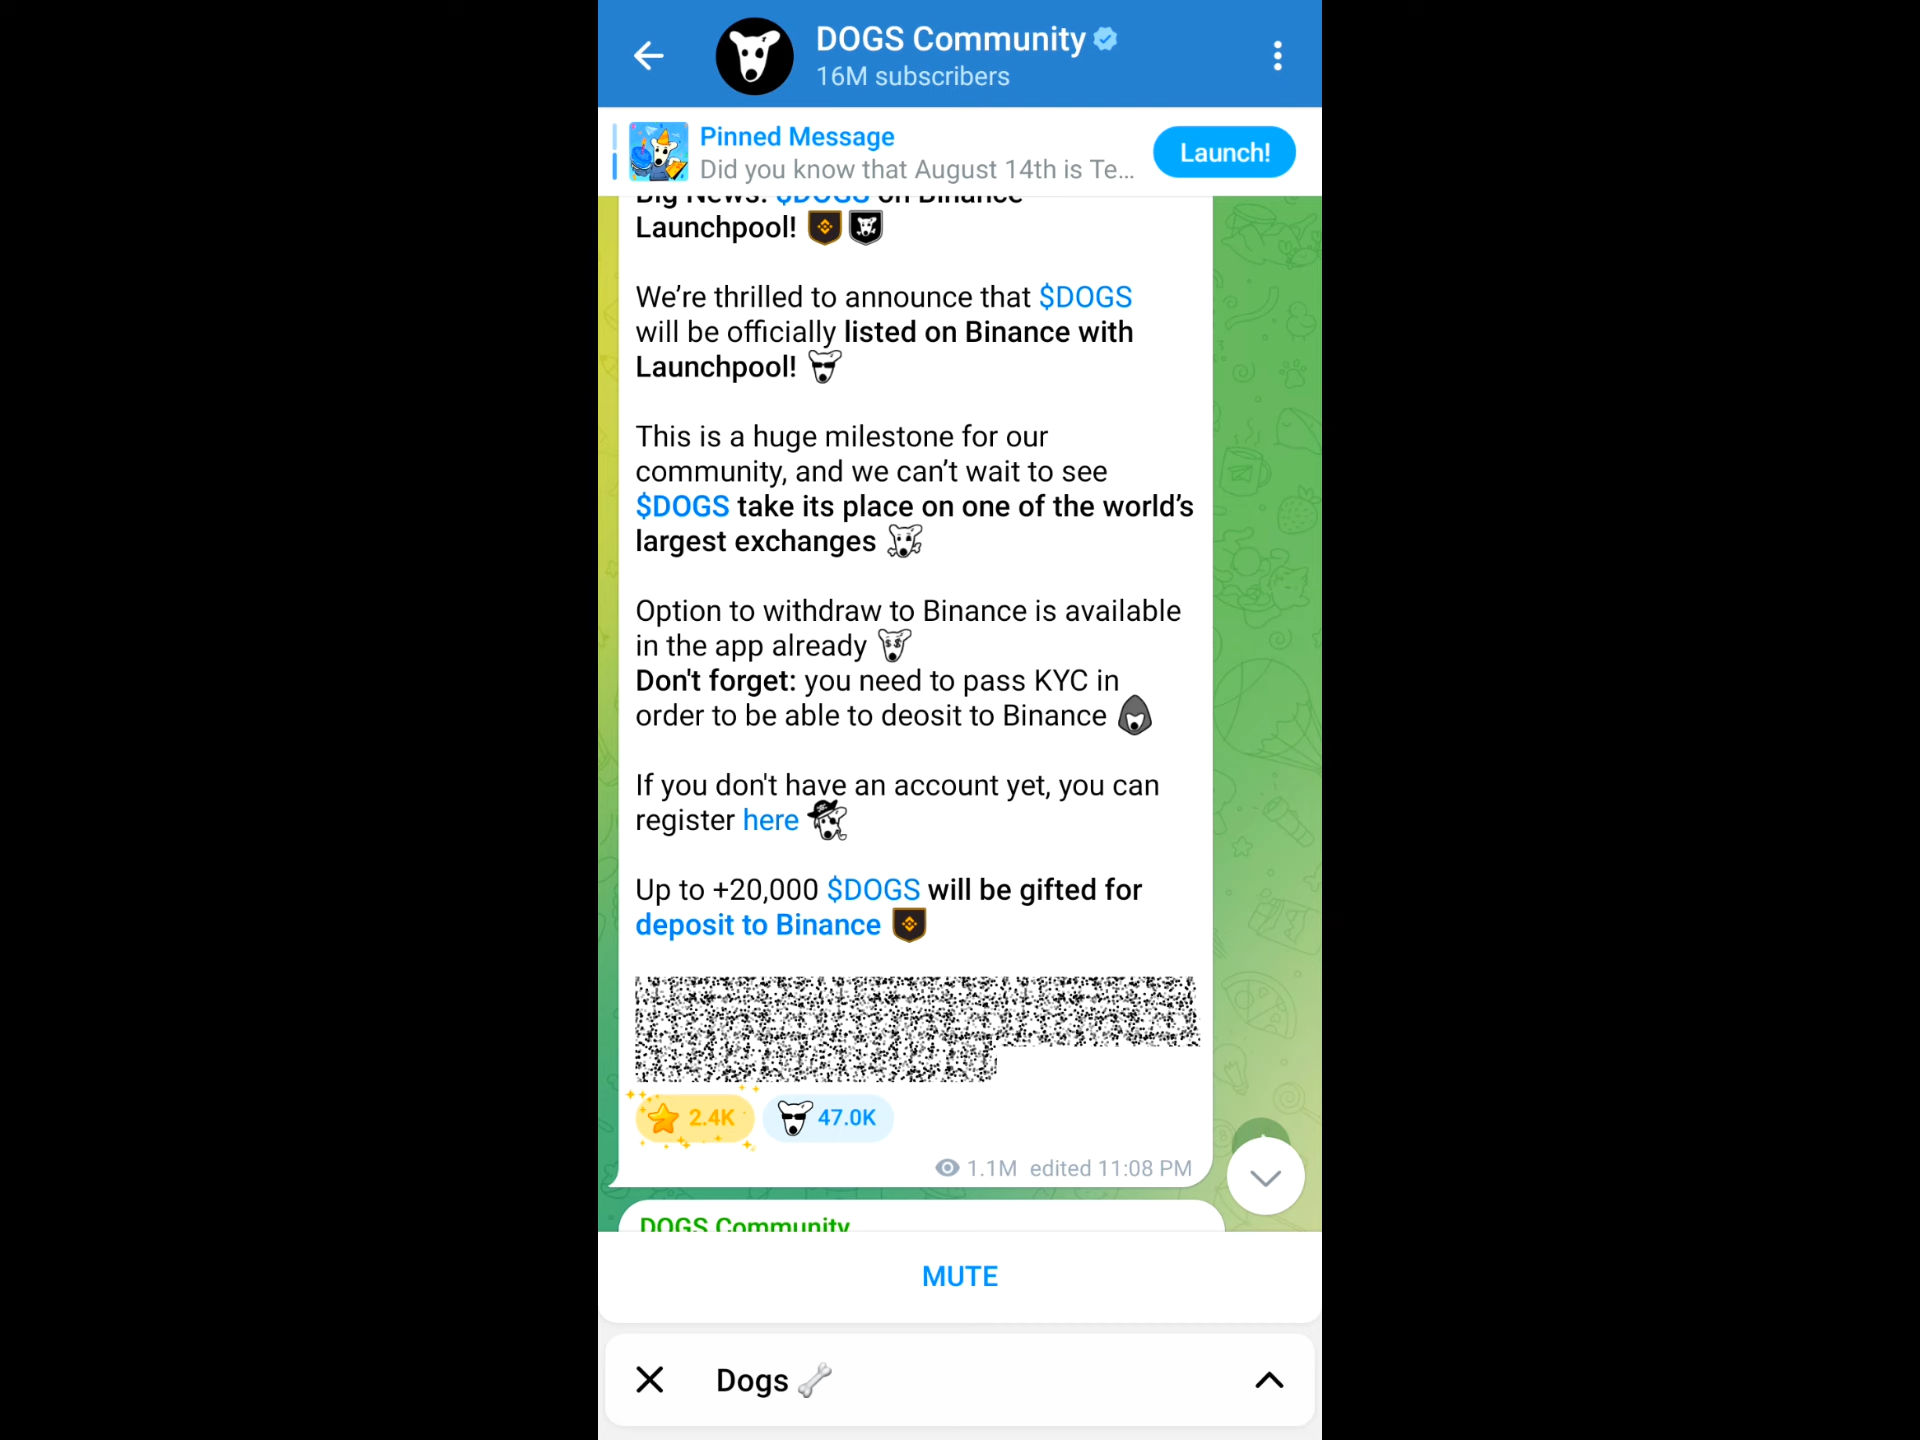 DOGS Community
16M subscribers
Pinned Message
Did you know that August 14th is Te...
Launch!
Big News: $DOGS on Binance
Launchpool!
We’re thrilled to announce that $DOGS
will be officially listed on Binance with
Launchpool!
This is a huge milestone for our
community, and we can’t wait to see
$DOGS take its place on one of the world’s
largest exchanges
Option to withdraw to Binance is available
in the app already
Don't forget: you need to pass KYC in
order to be able to deosit to Binance
If you don't have an account yet, you can
register here
Up to +20,000 $DOGS will be gifted for
deposit to Binance
2.4K 47.0K
1.1M edited 11:08 PM
DOGS Community
MUTE
Dogs